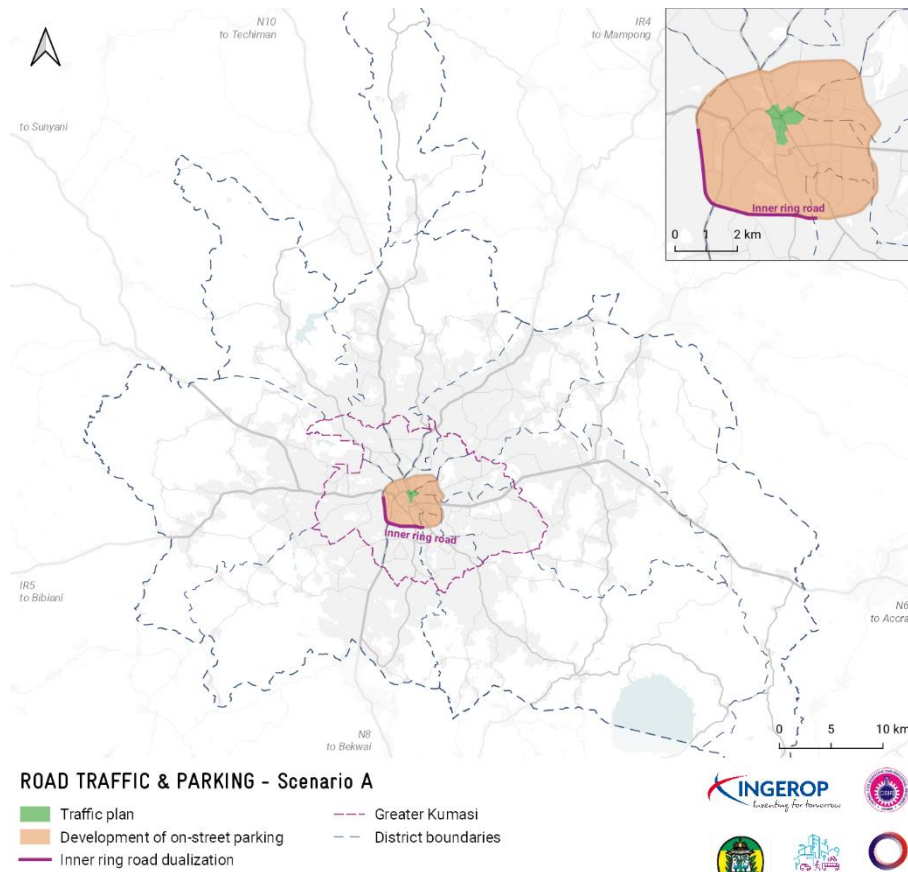 N10
to Techiman
IR4
to Mampong
to Sunyani
Inner ring road
0 1 2 km
Inner ring road
IR5
to Bibiani
N6
to Accra
N8
to Bekwai
0 5 10 km
ROAD TRAFFIC & PARKING - Scenario A
Traffic plan
Development of on-street parking
Inner ring road dualization
Greater Kumasi
District boundaries
INGEROP
Inventing for tomorrow
CSIR